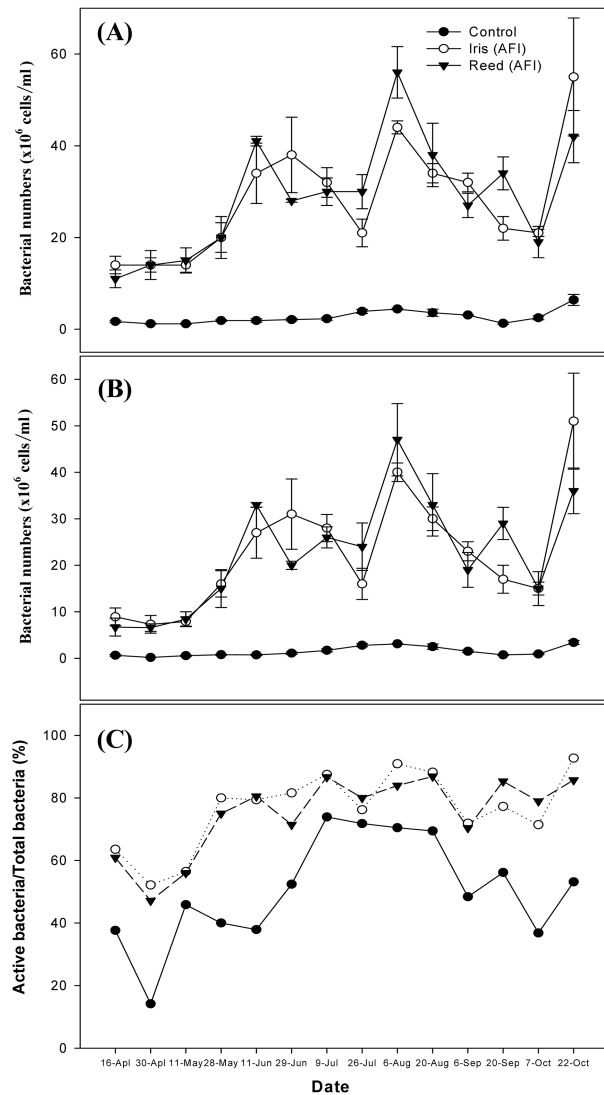 (A)
Control
Iris (AFI)
Reed (AFI)
Bacterial numbers (x10⁶ cells/ml)
60
40
20
0
(B)
Bacterial numbers (x10⁶ cells/ml)
60
50
40
30
20
10
0
(C)
Active bacteria/Total bacteria (%)
100
80
60
40
20
0
16-Apl 30-Apl 11-May 28-May 11-Jun 29-Jun 9-Jul 26-Jul 6-Aug 20-Aug 6-Sep 20-Sep 7-Oct 22-Oct
Date